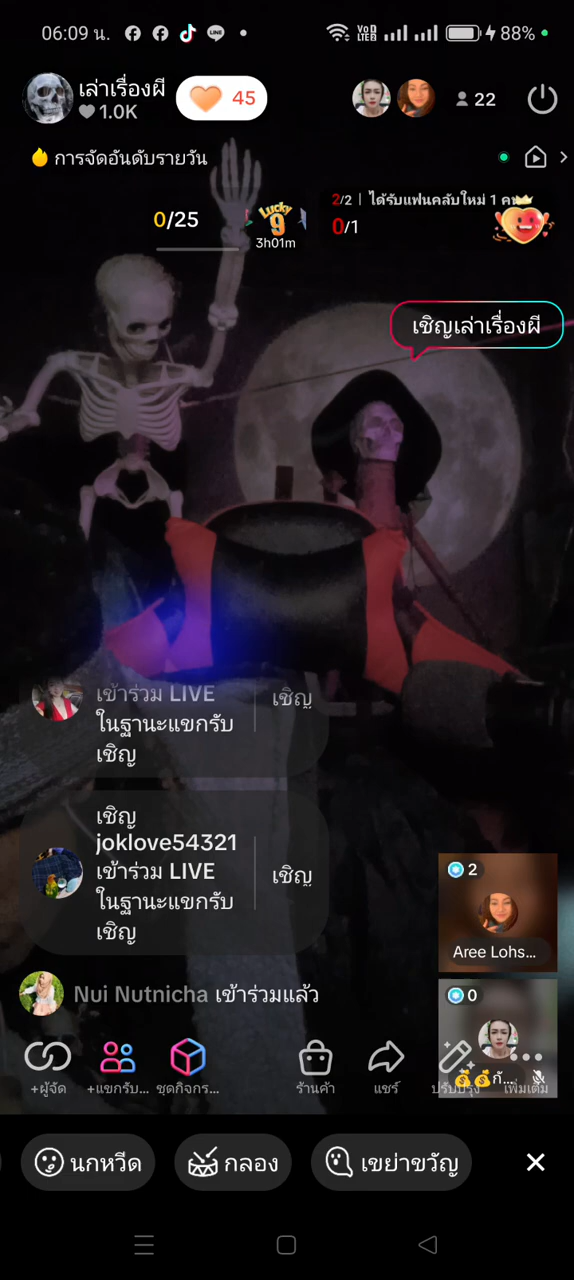 06:09 น.
VoD
LTE2
88%
เล่าเรื่องผี
1.0K
45
22
การจัดอันดับรายวัน
0/25
Lucky
9
3h01m
2/2 | ได้รับแฟนคลับใหม่ 1 คน
0/1
เชิญเล่าเรื่องผี
เข้าร่วม LIVE
ในฐานะแขกรับ
เชิญ
เชิญ
เชิญ
joklove54321
เข้าร่วม LIVE
ในฐานะแขกรับ
เชิญ
เชิญ
2
Aree Lohs...
Nui Nutnicha เข้าร่วมแล้ว
0
💰💰กั...
+ผู้จัด
+แขกรับ...
ชุดกิจกร...
ร้านค้า
แชร์
ปรับปรุง
เพิ่มเติม
นกหวีด
กลอง
เขย่าขวัญ